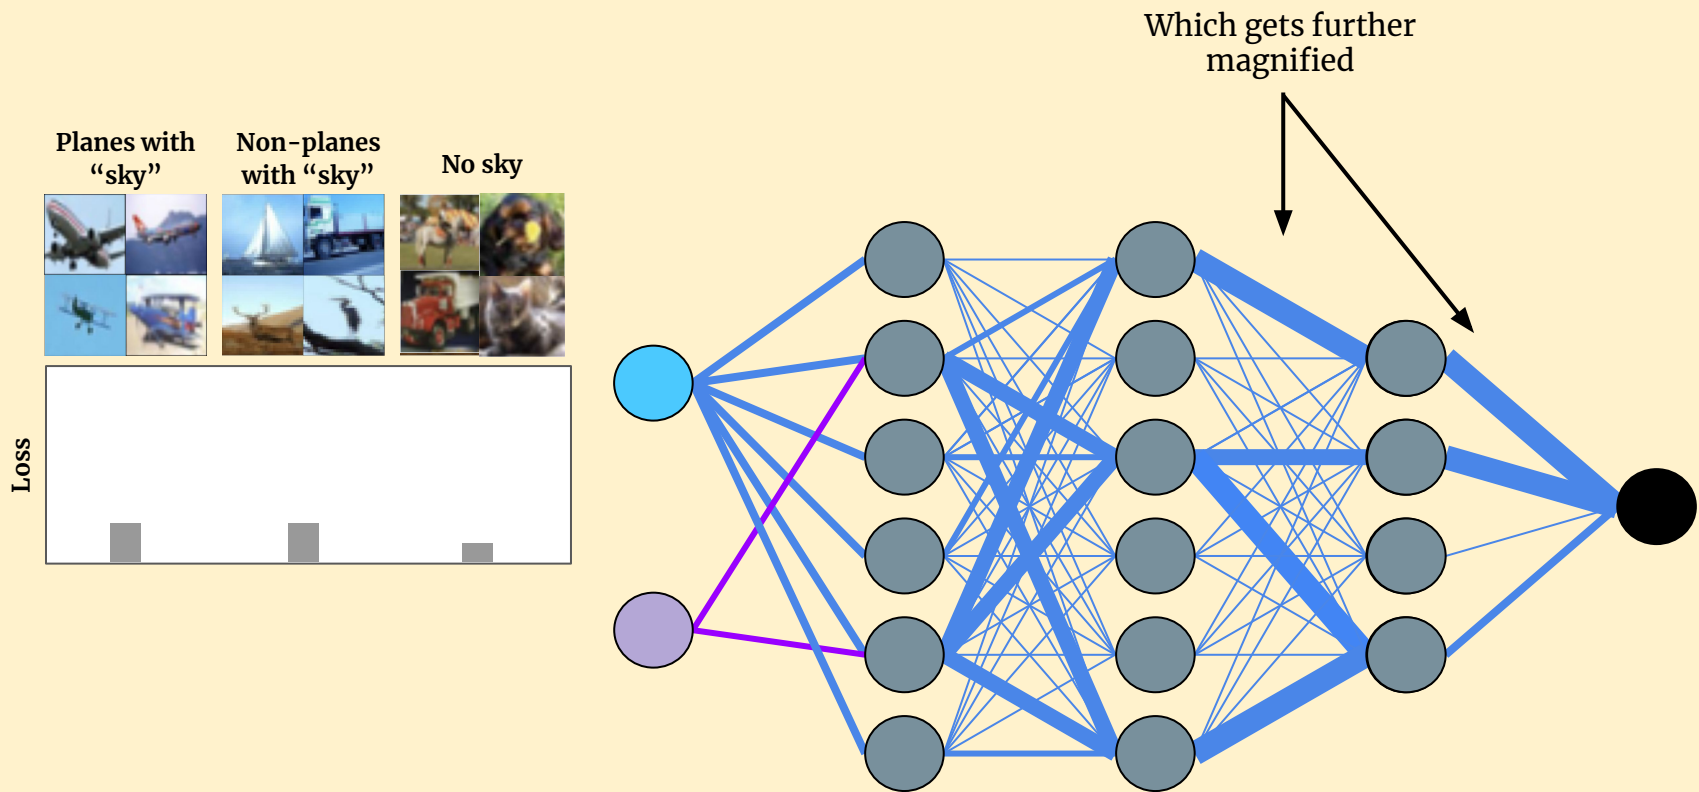 Which gets further
magnified
Planes with
“sky”
Non-planes
with “sky”
No sky
Loss